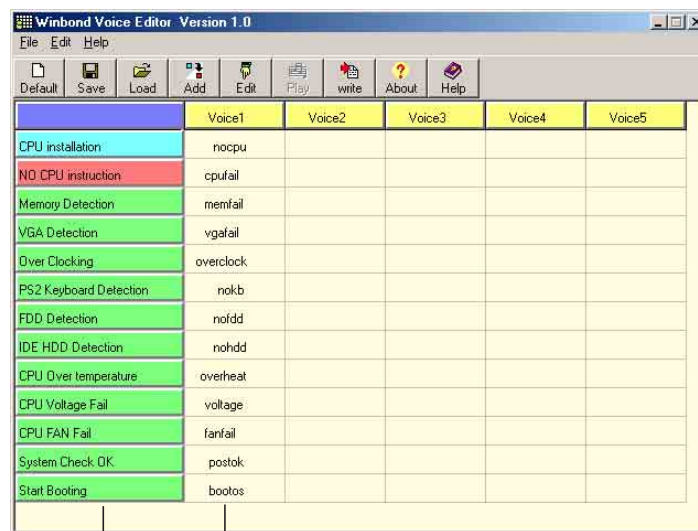 Winbond Voice Editor Version 1.0
File Edit Help
Default Save Load Add Edit Play write About Help
Voice1 Voice2 Voice3 Voice4 Voice5
CPU installation nocpu
NO CPU instruction cpufail
Memory Detection memfail
VGA Detection vgafail
Over Clocking overclock
PS2 Keyboard Detection nokb
FDD Detection nofdd
IDE HDD Detection nohdd
CPU Over temperature overheat
CPU Voltage Fail voltage
CPU FAN Fail fanfail
System Check OK postok
Start Booting bootos